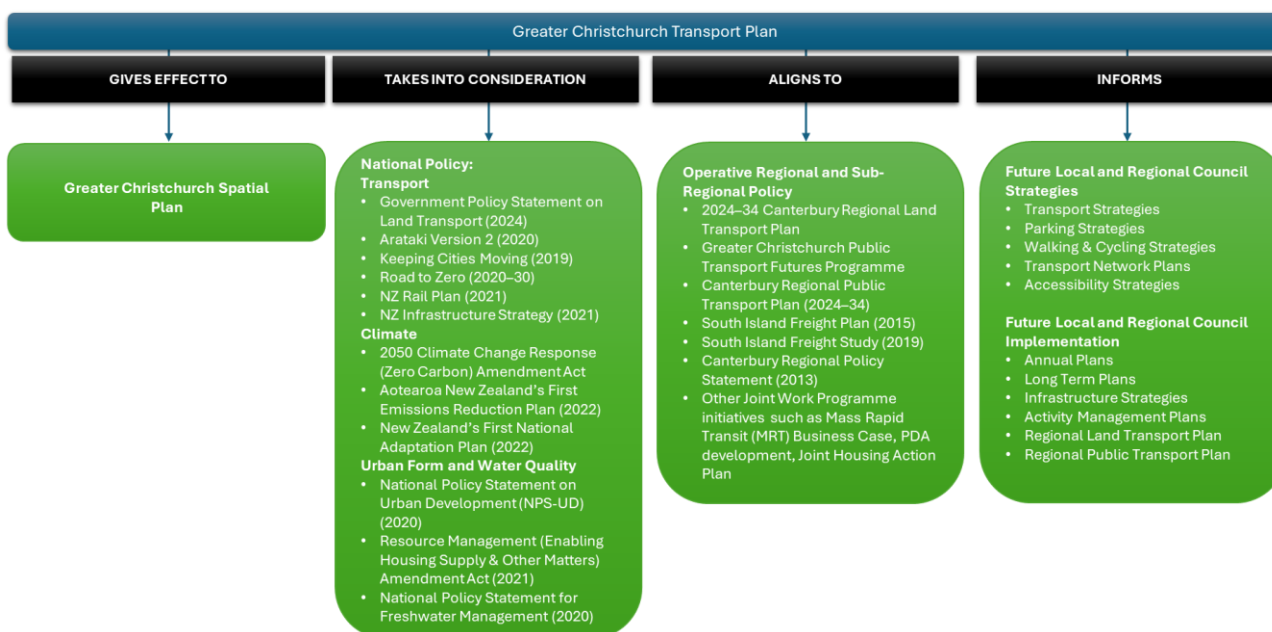 Greater Christchurch Transport Plan
GIVES EFFECT TO
Greater Christchurch Spatial
Plan
TAKES INTO CONSIDERATION
National Policy:
Transport
• Government Policy Statement on
Land Transport (2024)
• Arataki Version 2 (2020)
• Keeping Cities Moving (2019)
• Road to Zero (2020–30)
• NZ Rail Plan (2021)
• NZ Infrastructure Strategy (2021)
Climate
• 2050 Climate Change Response
(Zero Carbon) Amendment Act
• Aotearoa New Zealand’s First
Emissions Reduction Plan (2022)
• New Zealand’s First National
Adaptation Plan (2022)
Urban Form and Water Quality
• National Policy Statement on
Urban Development (NPS-UD)
(2020)
• Resource Management (Enabling
Housing Supply & Other Matters)
Amendment Act (2021)
• National Policy Statement for
Freshwater Management (2020)
ALIGNS TO
Operative Regional and Sub-
Regional Policy
• 2024–34 Canterbury Regional Land
Transport Plan
• Greater Christchurch Public
Transport Futures Programme
• Canterbury Regional Public
Transport Plan (2024–34)
• South Island Freight Plan (2015)
• South Island Freight Study (2019)
• Canterbury Regional Policy
Statement (2013)
• Other Joint Work Programme
initiatives such as Mass Rapid
Transit (MRT) Business Case, PDA
development, Joint Housing Action
Plan
INFORMS
Future Local and Regional Council
Strategies
• Transport Strategies
• Parking Strategies
• Walking & Cycling Strategies
• Transport Network Plans
• Accessibility Strategies
Future Local and Regional Council
Implementation
• Annual Plans
• Long Term Plans
• Infrastructure Strategies
• Activity Management Plans
• Regional Land Transport Plan
• Regional Public Transport Plan